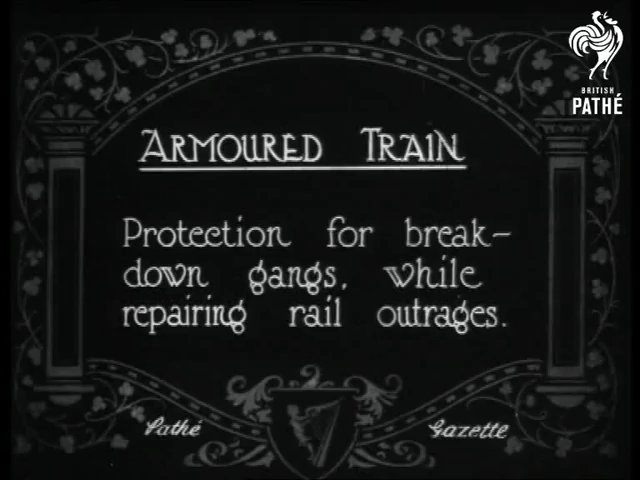 BRITISH
PATHÉ
ARMOURED TRAIN
Protection for break-
down gangs, while
repairing rail outrages.
Pathé Gazette